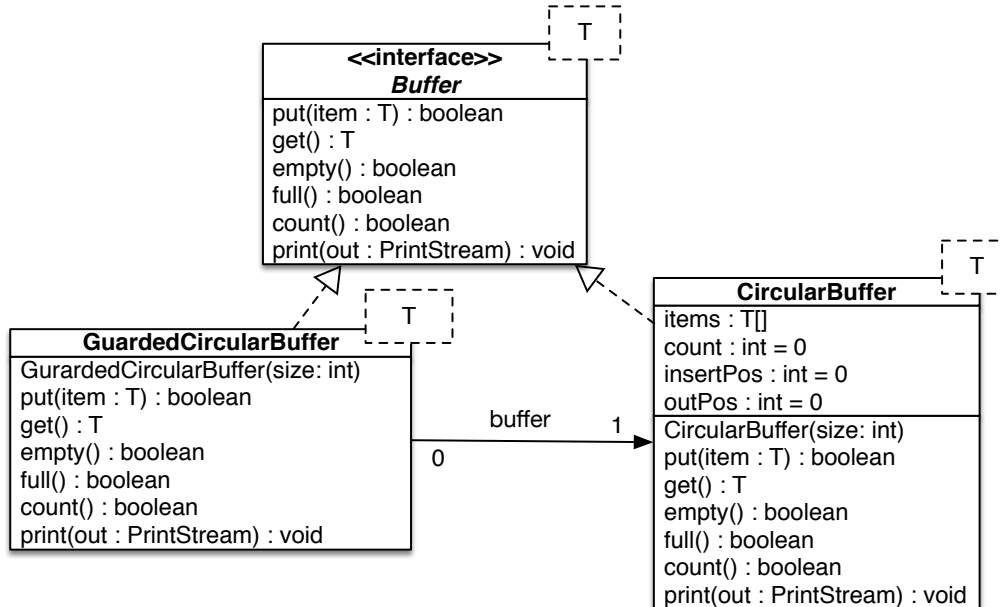 T
<<interface>>
Buffer
put(item : T) : boolean
get() : T
empty() : boolean
full() : boolean
count() : boolean
print(out : PrintStream) : void
T
GuardedCircularBuffer
GurardedCircularBuffer(size: int)
put(item : T) : boolean
get() : T
empty() : boolean
full() : boolean
count() : boolean
print(out : PrintStream) : void
buffer
1
0
T
CircularBuffer
items : T[]
count : int = 0
insertPos : int = 0
outPos : int = 0
CircularBuffer(size: int)
put(item : T) : boolean
get() : T
empty() : boolean
full() : boolean
count() : boolean
print(out : PrintStream) : void